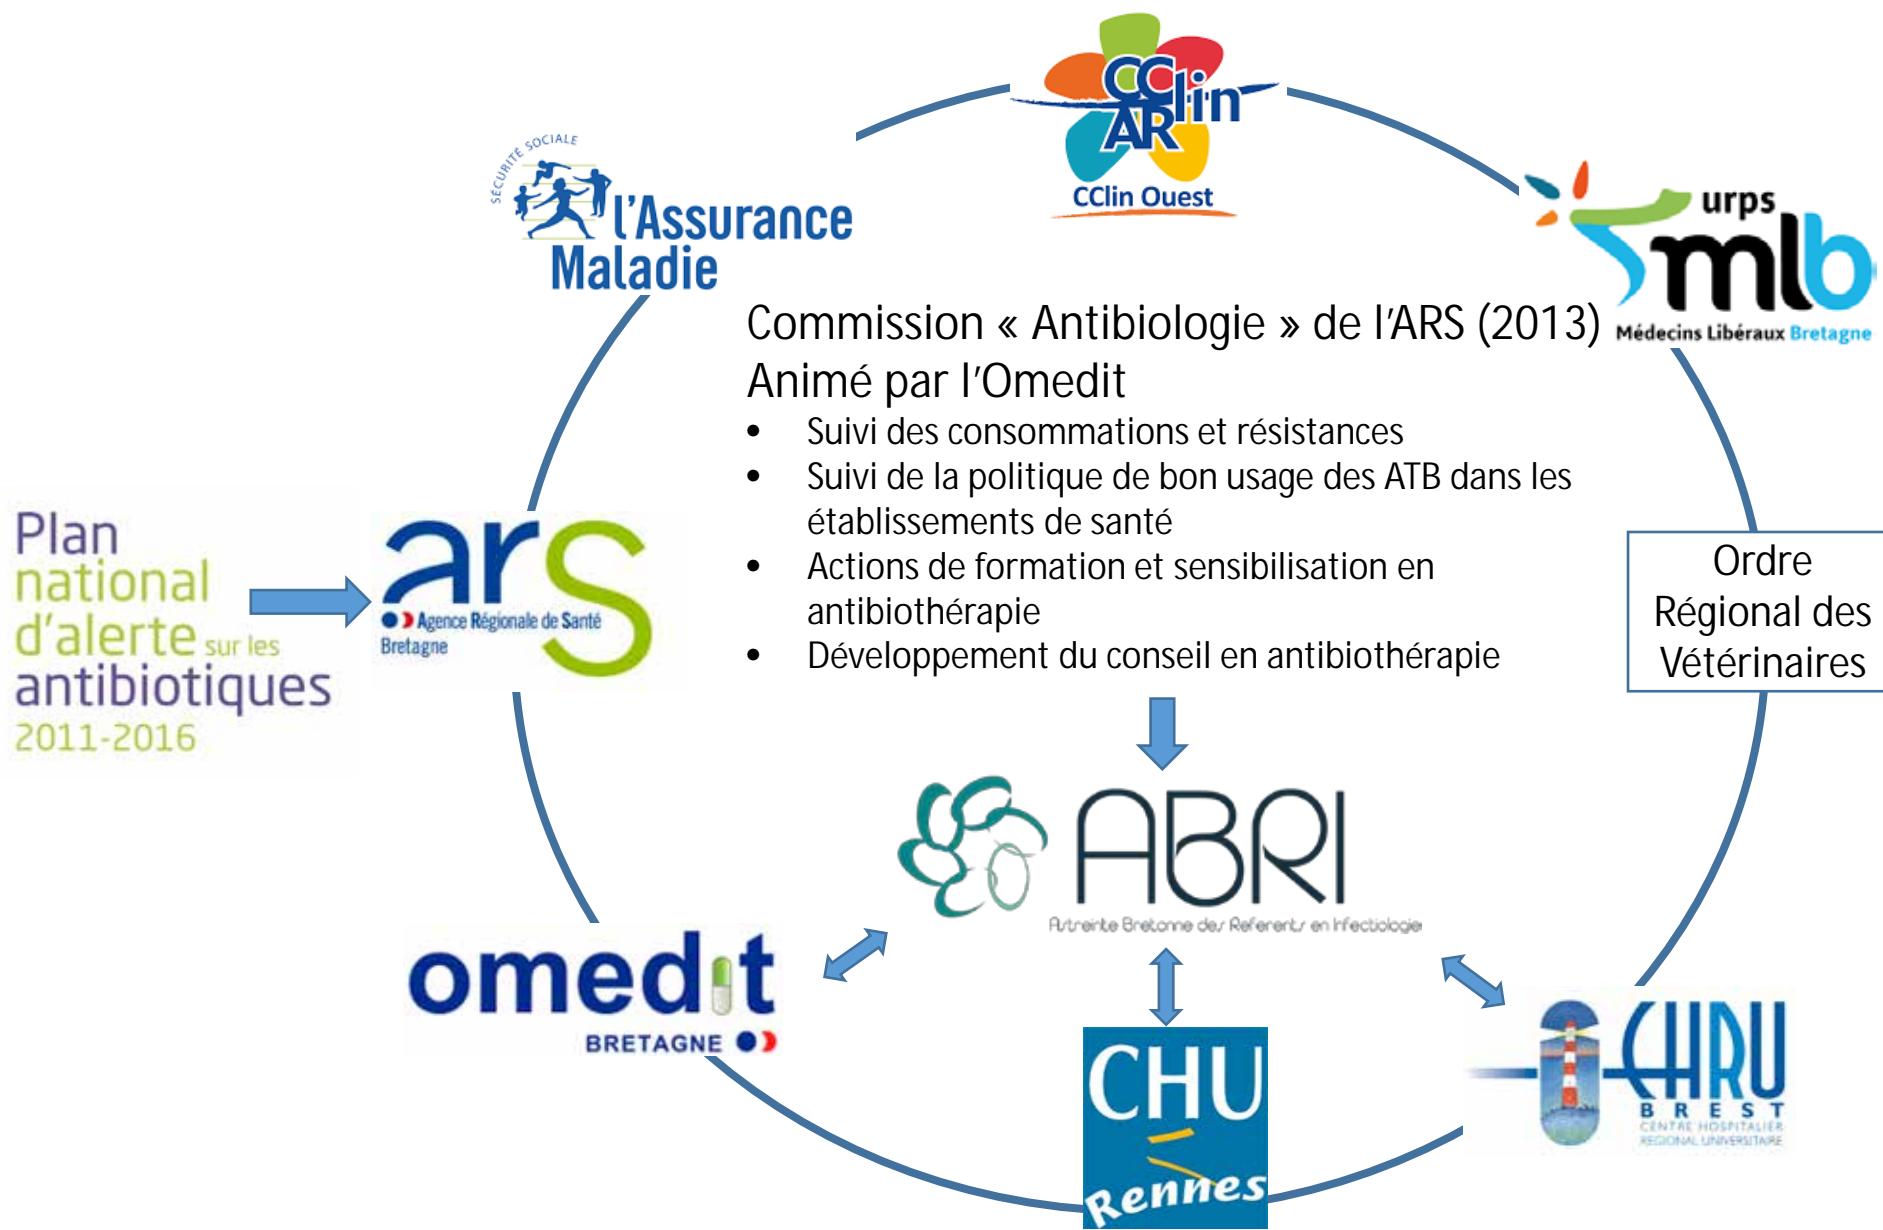 CClin
AR
CClin Ouest
SÉCURITÉ SOCIALE
l'Assurance
Maladie
urps
mlb
Médecins Libéraux Bretagne
Commission « Antibiologie » de l'ARS (2013)
Animé par l'Omedit
• Suivi des consommations et résistances
• Suivi de la politique de bon usage des ATB dans les
établissements de santé
• Actions de formation et sensibilisation en
antibiothérapie
• Développement du conseil en antibiothérapie
Plan
national
d'alerte sur les
antibiotiques
2011-2016
ars
Agence Régionale de Santé
Bretagne
Ordre
Régional des
Vétérinaires
ABRI
Astreinte Bretonne des Referents en Infectiologie
omedit
BRETAGNE
CHU
Rennes
CHRU
BREST
CENTRE HOSPITALIER
REGIONAL UNIVERSITAIRE